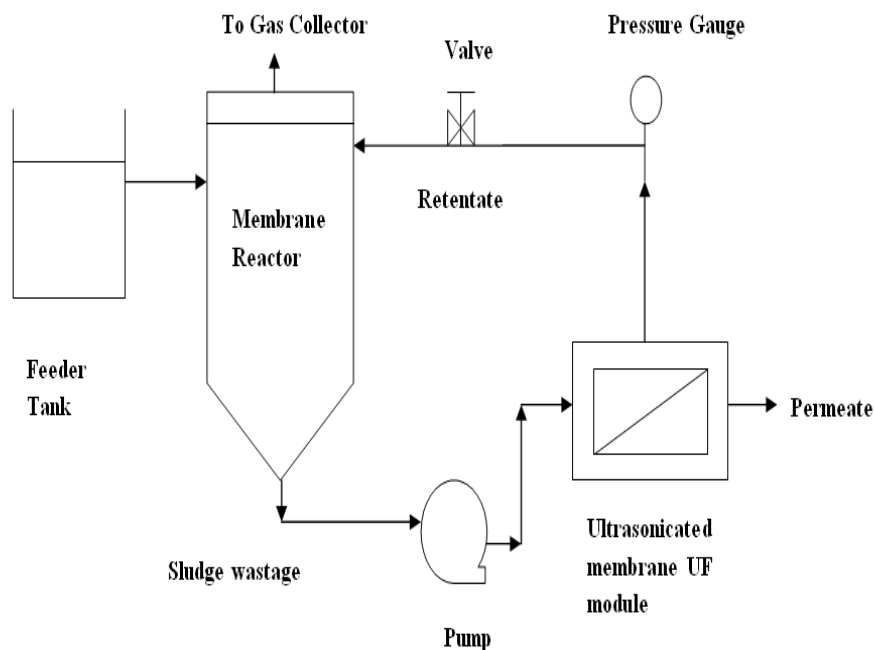 To Gas Collector
Valve
Pressure Gauge
Membrane
Reactor
Retentate
Feeder
Tank
Permeate
Sludge wastage
Ultrasonicated
membrane UF
module
Pump